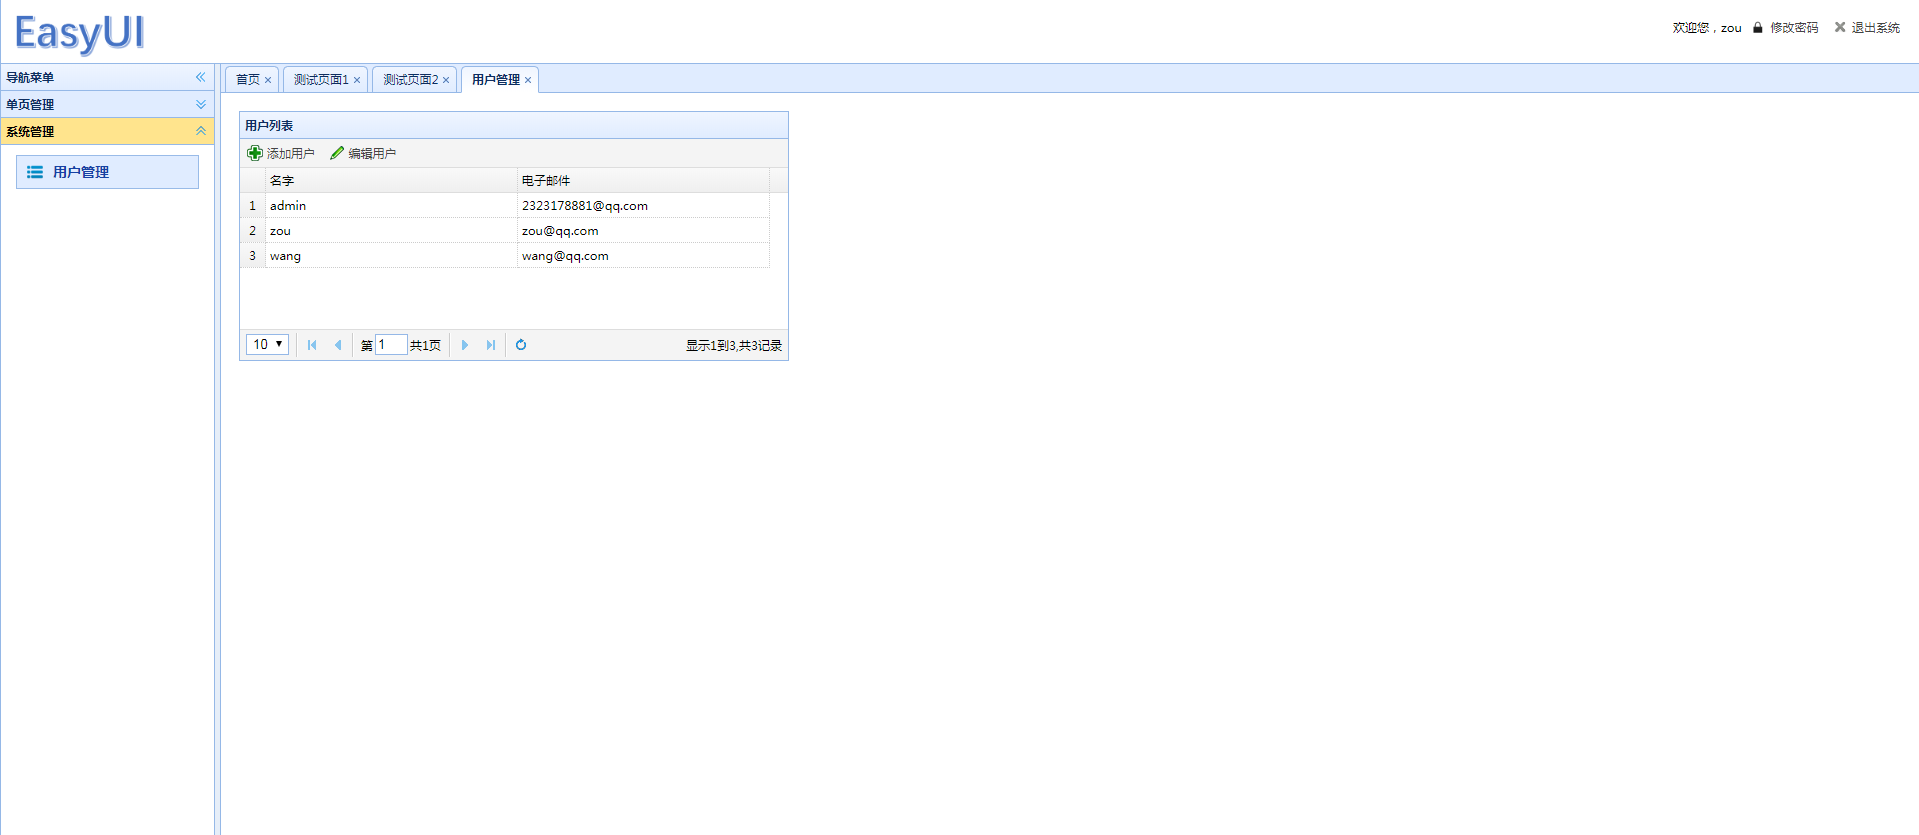 EasyUI
欢迎您，zou 修改密码 退出系统
导航菜单
单页管理
系统管理
用户管理
首页 测试页面1 测试页面2 用户管理
用户列表
添加用户 编辑用户
名字 电子邮件
1 admin 2323178881@qq.com
2 zou zou@qq.com
3 wang wang@qq.com
10 第 1 共1页 显示1到3,共3记录